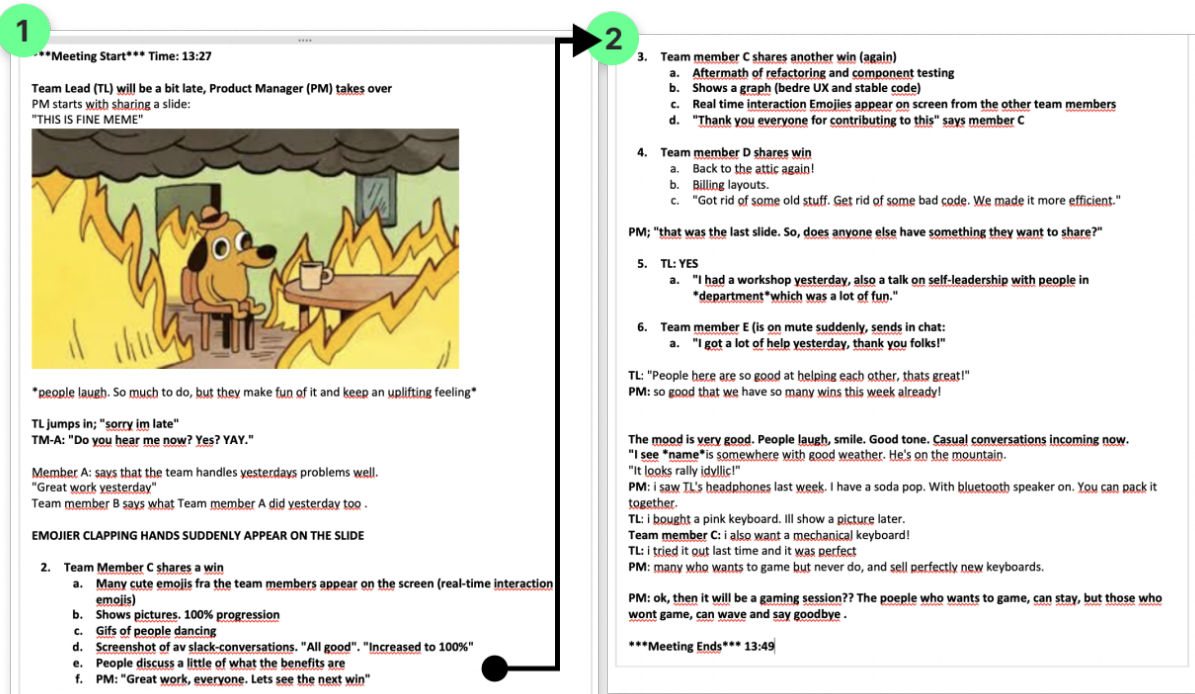 1
***Meeting Start*** Time: 13:27
Team Lead (TL) will be a bit late, Product Manager (PM) takes over
PM starts with sharing a slide:
"THIS IS FINE MEME"
*people laugh. So much to do, but they make fun of it and keep an uplifting feeling*
TL jumps in; "sorry im late"
TM-A: "Do you hear me now? Yes? YAY."
Member A: says that the team handles yesterdays problems well.
"Great work yesterday"
Team member B says what Team member A did yesterday too .
EMOJIER CLAPPING HANDS SUDDENLY APPEAR ON THE SLIDE
2. Team Member C shares a win
a. Many cute emojis fra the team members appear on the screen (real-time interaction
emojis)
b. Shows pictures. 100% progression
c. Gifs of people dancing
d. Screenshot of av slack-conversations. "All good". "Increased to 100%"
e. People discuss a little of what the benefits are
f. PM: "Great work, everyone. Lets see the next win"
2
3. Team member C shares another win (again)
a. Aftermath of refactoring and component testing
b. Shows a graph (bedre UX and stable code)
c. Real time interaction Emojies appear on screen from the other team members
d. "Thank you everyone for contributing to this" says member C
4. Team member D shares win
a. Back to the attic again!
b. Billing layouts.
c. "Got rid of some old stuff. Get rid of some bad code. We made it more efficient."
PM; "that was the last slide. So, does anyone else have something they want to share?"
5. TL: YES
a. "I had a workshop yesterday, also a talk on self-leadership with people in
*department*which was a lot of fun."
6. Team member E (is on mute suddenly, sends in chat:
a. "I got a lot of help yesterday, thank you folks!"
TL: "People here are so good at helping each other, thats great!"
PM: so good that we have so many wins this week already!
The mood is very good. People laugh, smile. Good tone. Casual conversations incoming now.
"I see *name*is somewhere with good weather. He's on the mountain.
"It looks rally idyllic!"
PM: i saw TL's headphones last week. I have a soda pop. With bluetooth speaker on. You can pack it
together.
TL: i bought a pink keyboard. Ill show a picture later.
Team member C: i also want a mechanical keyboard!
TL: i tried it out last time and it was perfect
PM: many who wants to game but never do, and sell perfectly new keyboards.
PM: ok, then it will be a gaming session?? The poeple who wants to game, can stay, but those who
wont game, can wave and say goodbye .
***Meeting Ends*** 13:49